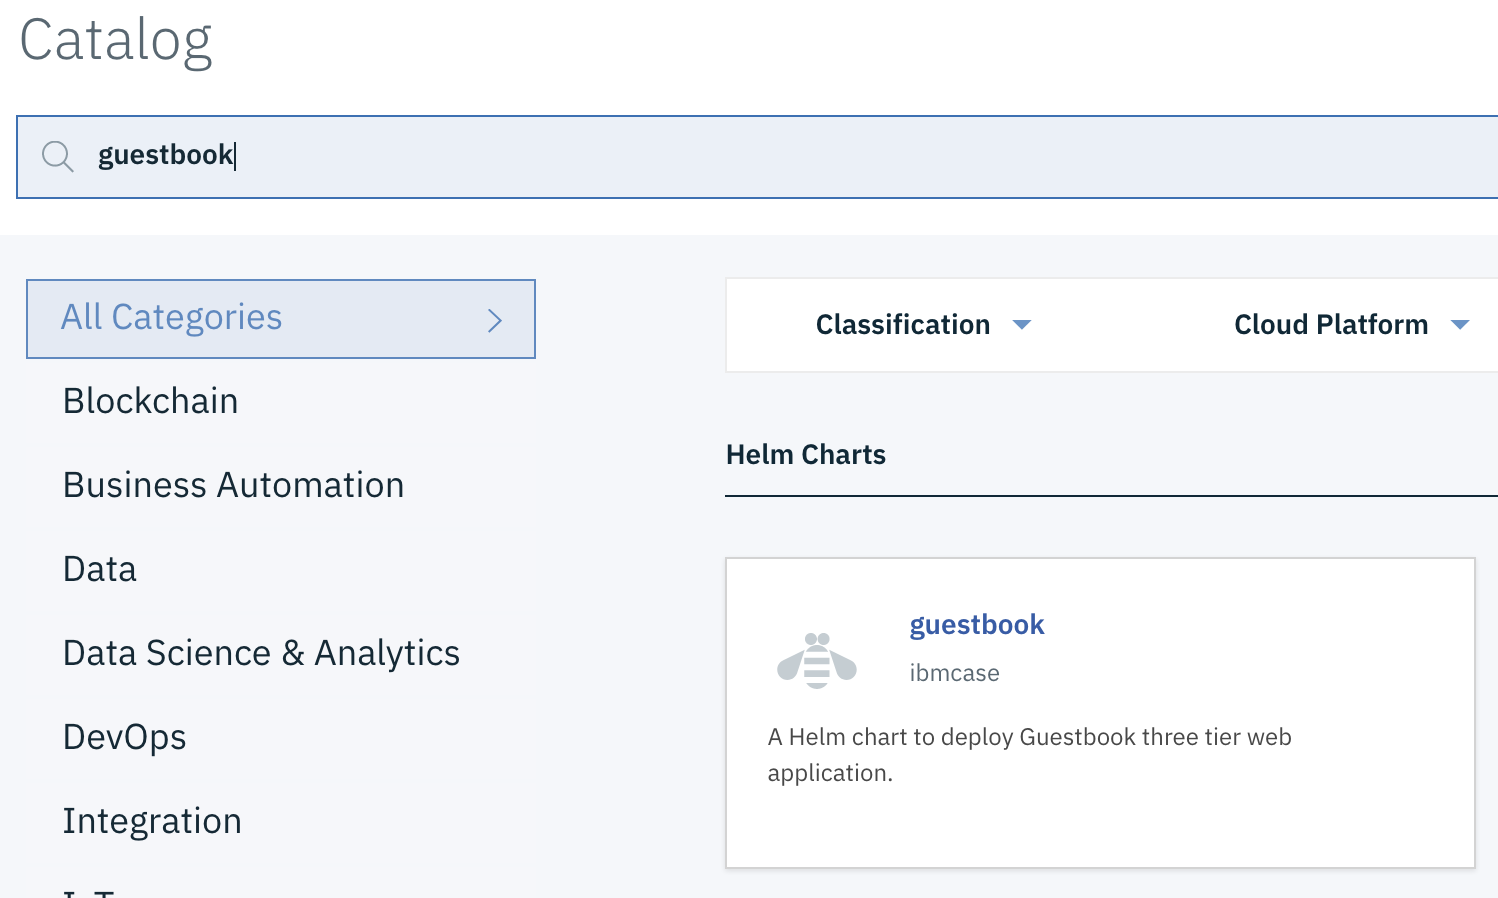 Catalog
guestbook
All Categories
Blockchain
Business Automation
Data
Data Science & Analytics
DevOps
Integration
Classification
Cloud Platform
Helm Charts
guestbook
ibmcase
A Helm chart to deploy Guestbook three tier web
application.